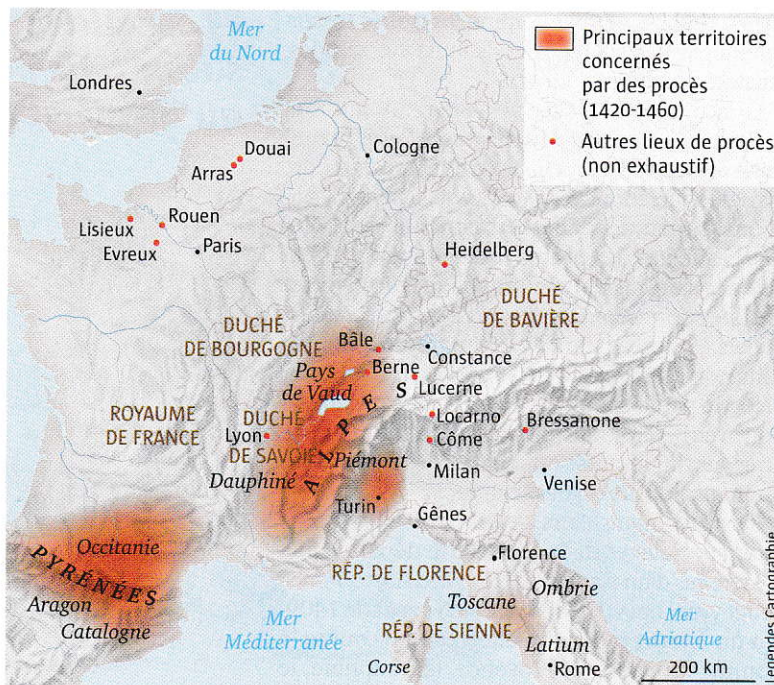 Mer
du Nord
Principaux territoires
concernés
par des procès
(1420-1460)
Autres lieux de procès
(non exhaustif)
Londres
Douai
Arras
Cologne
Lisieux
Rouen
Evreux
Paris
Heidelberg
DUCHÉ
DE BAVIÈRE
DUCHÉ
DE BOURGOGNE
Bâle
Constance
Pays
de Vaud
Berne
Lucerne
ALPES
ROYAUME
DE FRANCE
Lyon
DUCHÉ
DE SAVOIE
Locarno
Bressanone
Côme
Dauphiné
Piémont
Milan
Venise
Turin
Gênes
Occitanie
PYRÉNÉES
Florence
RÉP. DE FLORENCE
Aragon
Catalogne
Toscane
Ombrie
Mer
Méditerranée
RÉP. DE SIENNE
Mer
Adriatique
Latium
Corse
Rome
200 km
Légendes Cartographie